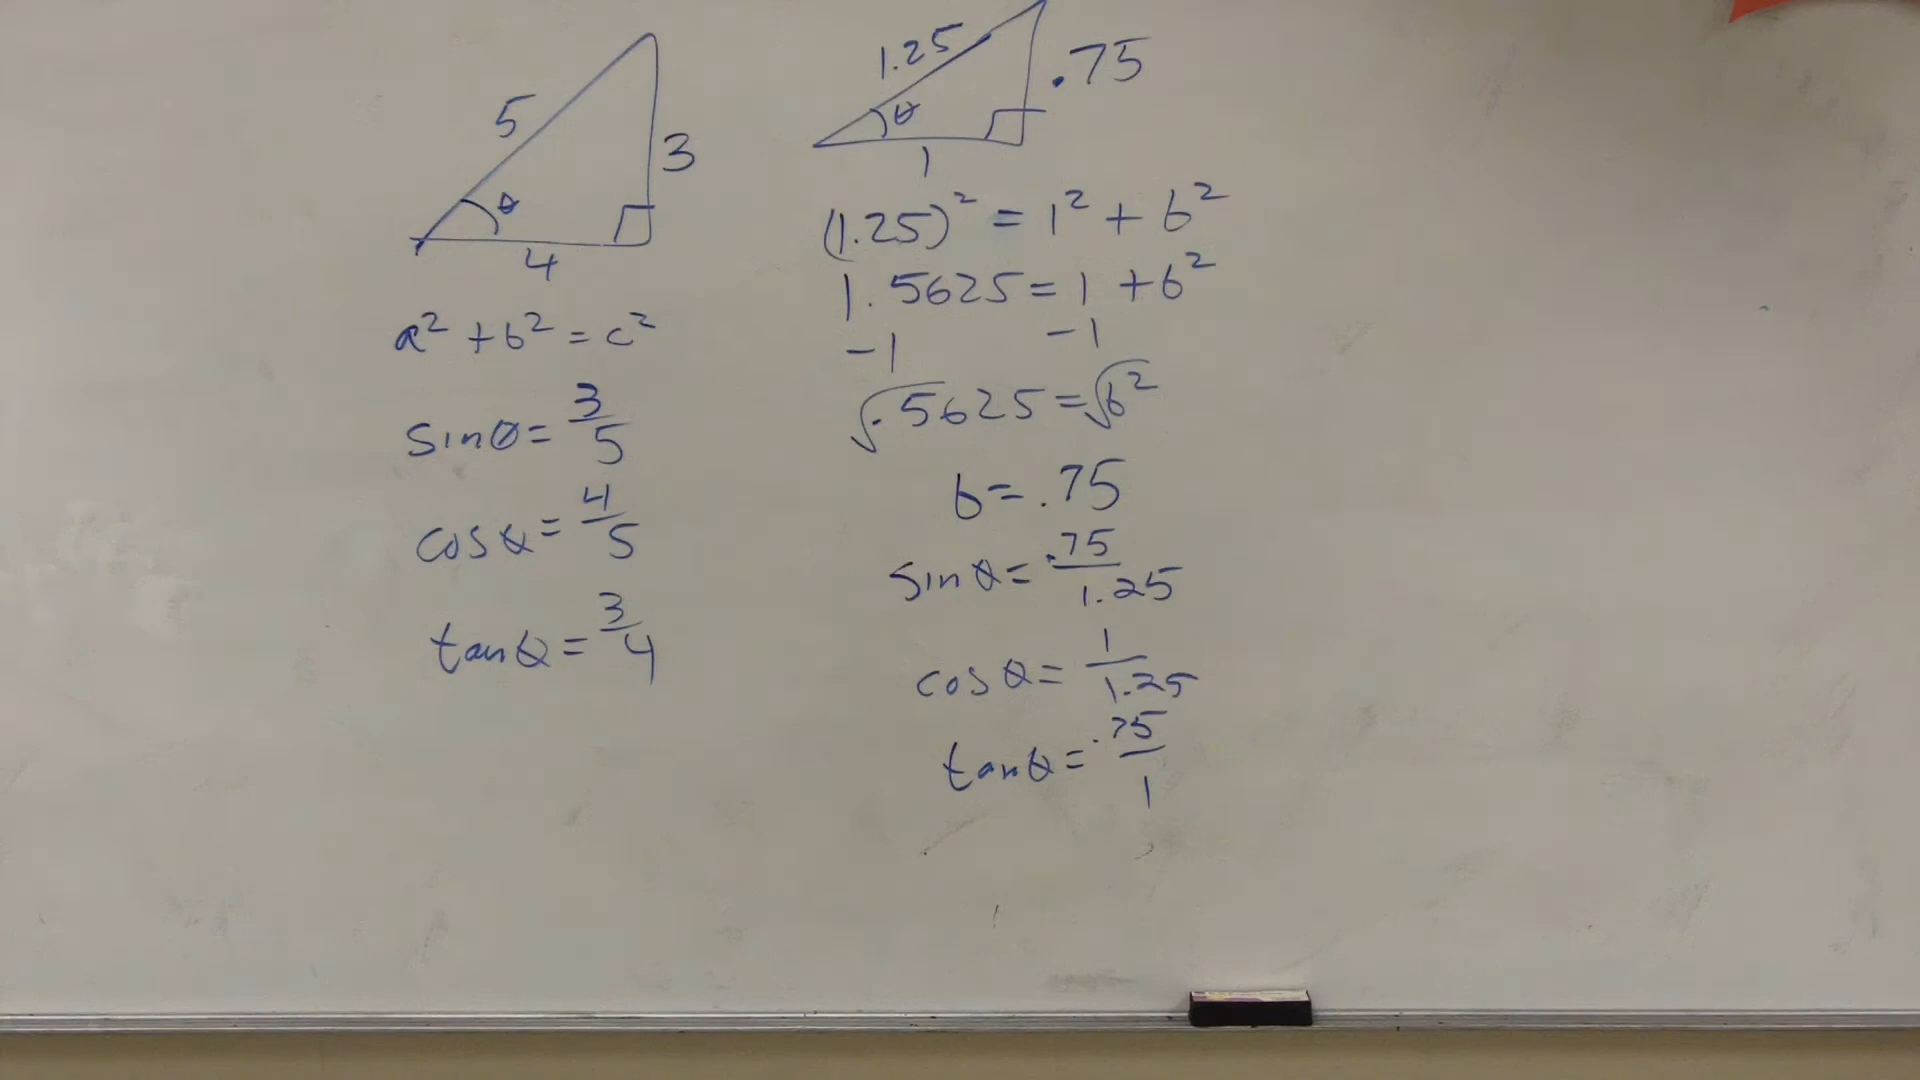 5
θ
3
4
a² + b² = c²
sinθ = 3/5
cosθ = 4/5
tanθ = 3/4
1.25
.75
θ
1
(1.25)² = 1² + b²
1.5625 = 1 + b²
-1 -1
√.5625 = √b²
b = .75
sinθ = .75/1.25
cosθ = 1/1.25
tanθ = .75/1